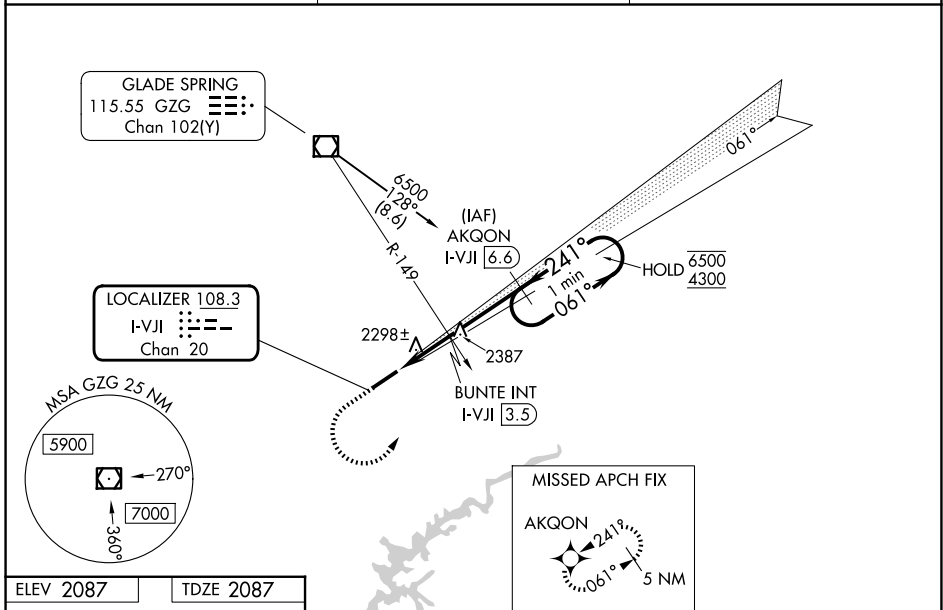 GLADE SPRING
115.55 GZG
Chan 102(Y)
6500
128°
(8.6)
R-149
(IAF)
AKQON
I-VJI 6.6
061°
241°
1 min
061°
HOLD 6500
4300
LOCALIZER 108.3
I-VJI
Chan 20
2298±
2387
BUNTE INT
I-VJI 3.5
MSA GZG 25 NM
5900
270°
7000
360°
MISSED APCH FIX
AKQON
241°
061°
5 NM
ELEV 2087
TDZE 2087